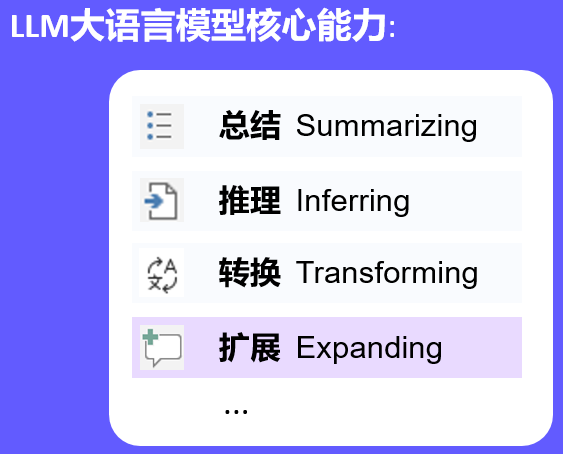 LLM大语言模型核心能力:
总结 Summarizing
推理 Inferring
转换 Transforming
扩展 Expanding
...